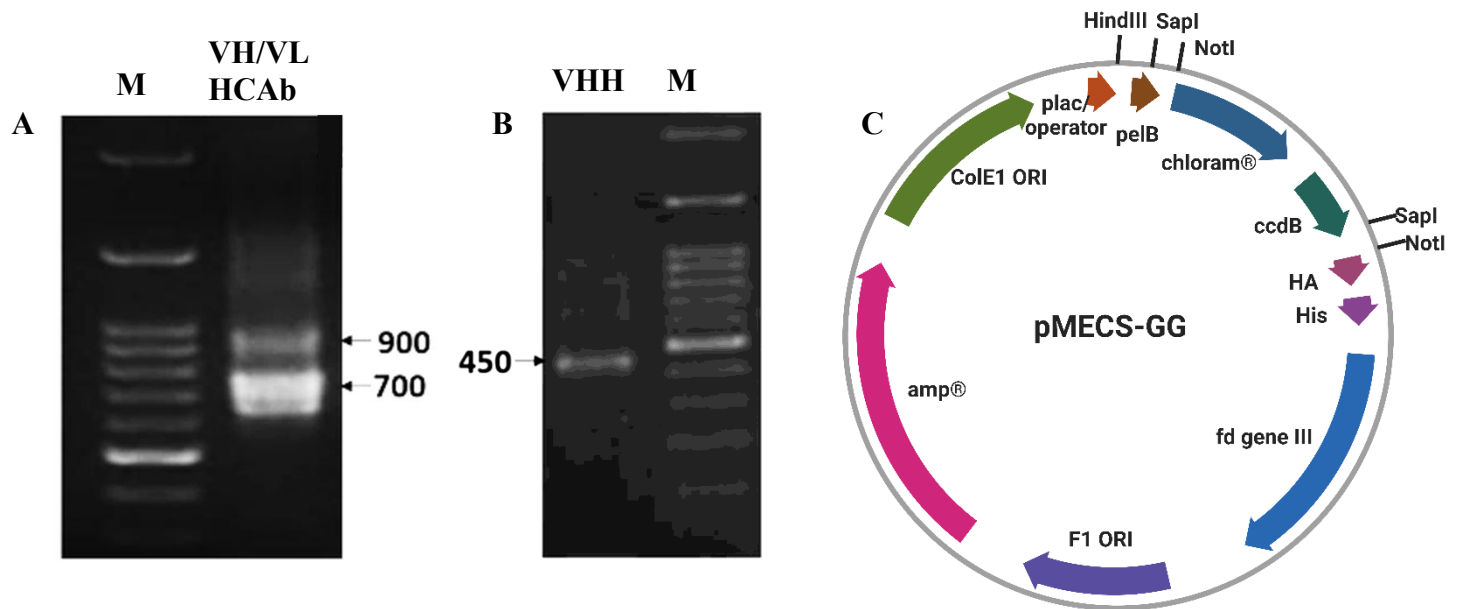 A
M
VH/VL
HCAb
900
700
B
VHH
M
450
C
HindIII
SapI
NotI
plac/
operator
pelB
chloram®
ColE1 ORI
ccdB
SapI
NotI
HA
His
pMECS-GG
amp®
fd gene III
F1 ORI